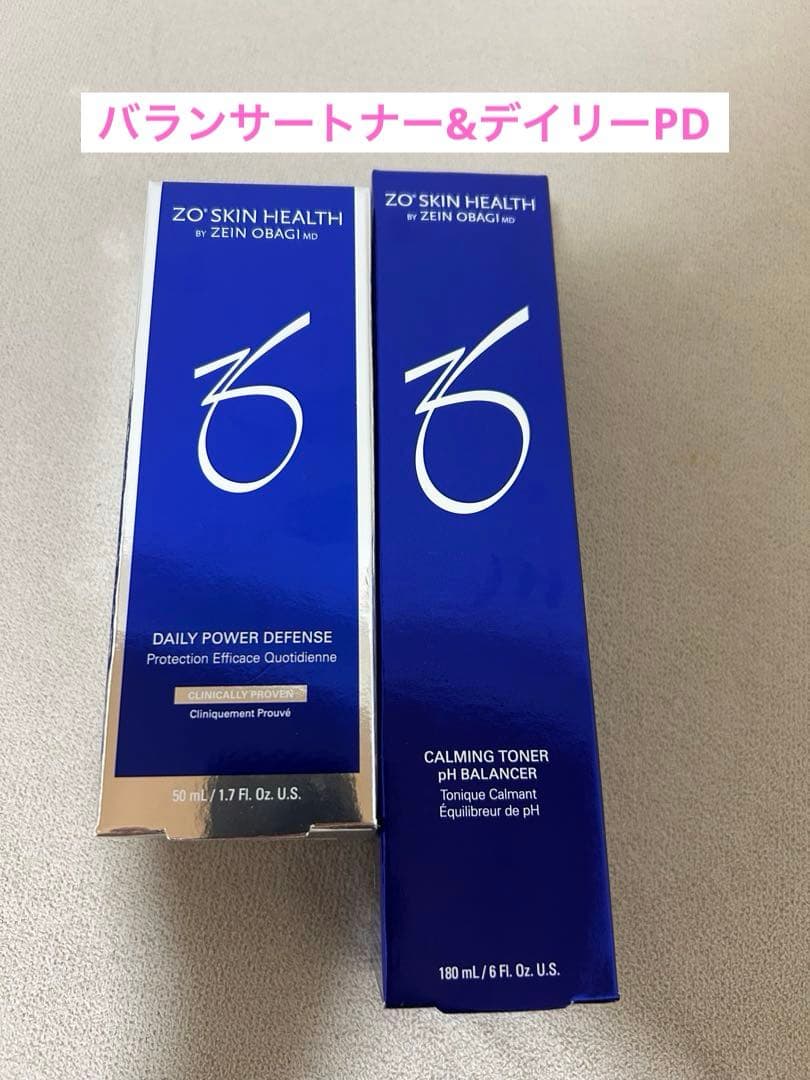 バランサートナー&デイリーPD
ZO® SKIN HEALTH
BY ZEIN OBAGI MD
DAILY POWER DEFENSE
Protection Efficace Quotidienne
CLINICALLY PROVEN
Cliniquement Prouvé
50 mL / 1.7 Fl. Oz. U.S.
ZO® SKIN HEALTH
BY ZEIN OBAGI MD
CALMING TONER
pH BALANCER
Tonique Calmant
Équilibreur de pH
180 mL / 6 Fl. Oz. U.S.